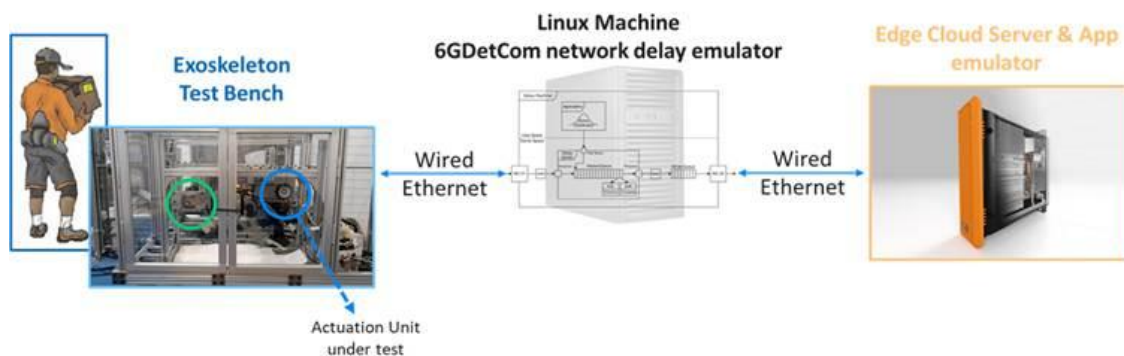 Linux Machine
6GDetCom network delay emulator
Edge Cloud Server & App
emulator
Exoskeleton
Test Bench
Wired
Ethernet
Wired
Ethernet
Actuation Unit
under test